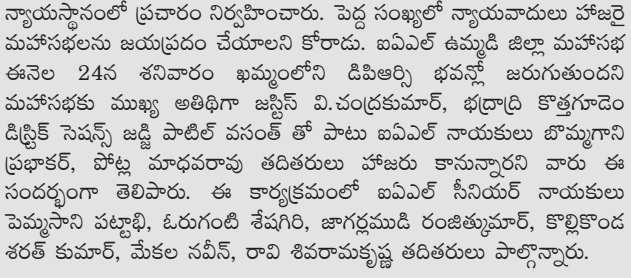 న్యాయస్థానంలో ప్రచారం నిర్వహించారు. పెద్ద సంఖ్యలో న్యాయవాదులు హాజరై
మహాసభలను జయప్రదం చేయాలని కోరాడు. ఐఏఎల్ ఉమ్మడి జిల్లా మహాసభ
ఈనెల 24న శనివారం ఖమ్మంలోని డిపిఆర్సి భవన్లో జరుగుతుందని
మహాసభకు ముఖ్య అతిథిగా జస్టిస్ వి.చంద్రకుమార్, భద్రాద్రి కొత్తగూడెం
డిస్ట్రిక్ సెషన్స్ జడ్జి పాటిల్ వసంత్ తో పాటు ఐఏఎల్ నాయకులు బొమ్మగాని
ప్రభాకర్, పోట్ల మాధవరావు తదితరులు హాజరు కానున్నారని వారు ఈ
సందర్భంగా తెలిపారు. ఈ కార్యక్రమంలో ఐఏఎల్ సీనియర్ నాయకులు
పెమ్మసాని పట్టాభి, ఓరుగంటి శేషగిరి, జాగర్లముడి రంజిత్కుమార్, కొల్లికొండ
శరత్ కుమార్, మేకల నవీన్, రావి శివరామకృష్ణ తదితరులు పాల్గొన్నారు.